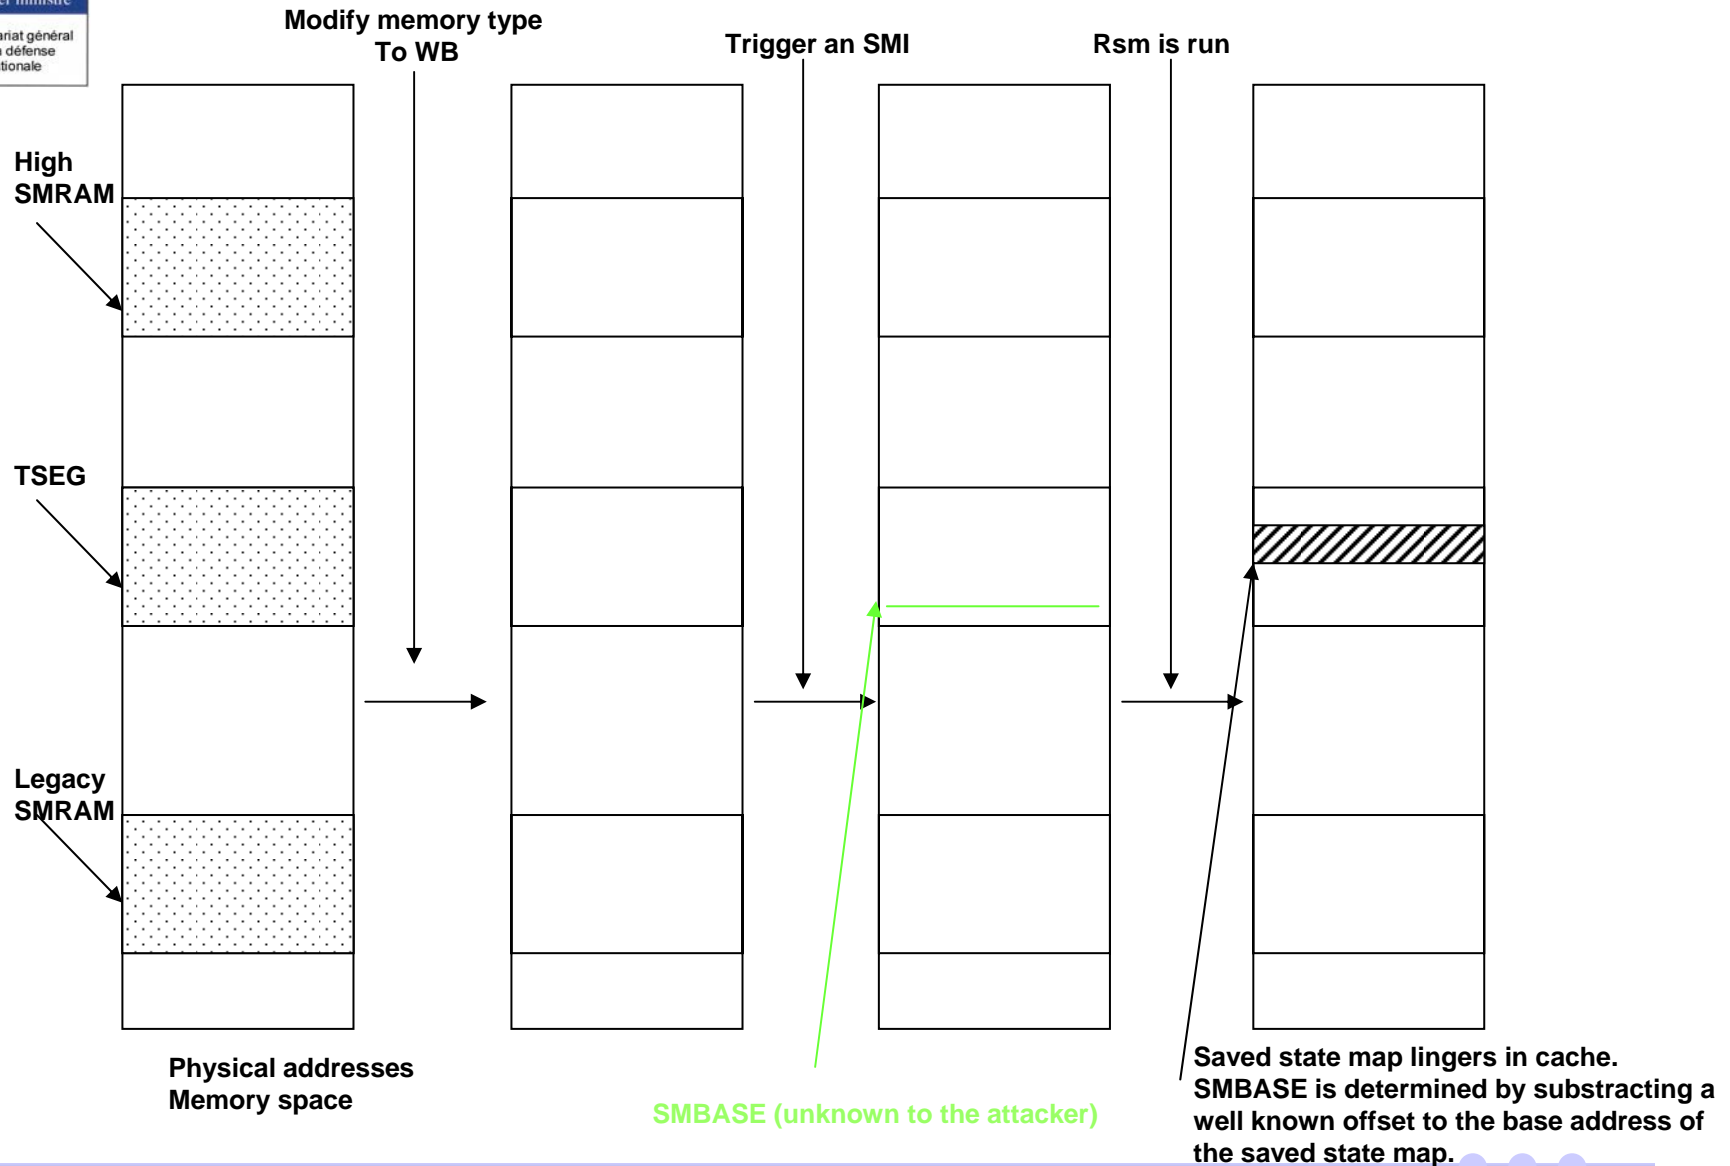 ariat général
défense
tionale
Modify memory type
To WB
Trigger an SMI
Rsm is run
High
SMRAM
TSEG
Legacy
SMRAM
Physical addresses
Memory space
SMBASE (unknown to the attacker)
Saved state map lingers in cache.
SMBASE is determined by substracting a
well known offset to the base address of
the saved state map.